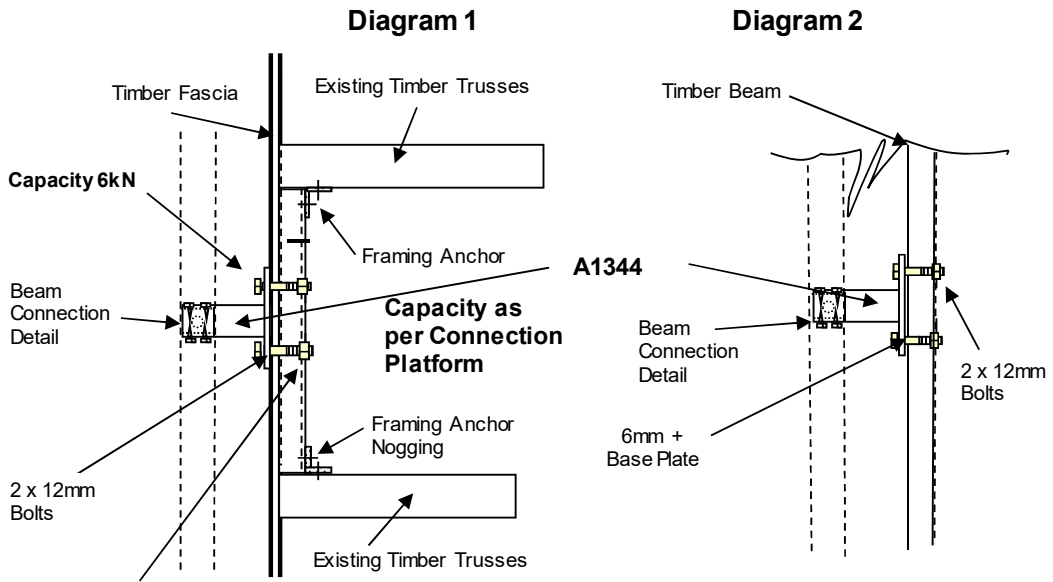 Diagram 1
Diagram 2
Timber Fascia
Existing Timber Trusses
Timber Beam
Capacity 6kN
Framing Anchor
A1344
Beam
Connection
Detail
Capacity as
per Connection
Platform
Beam
Connection
Detail
2 x 12mm
Bolts
Framing Anchor
Nogging
6mm +
Base Plate
2 x 12mm
Bolts
Existing Timber Trusses